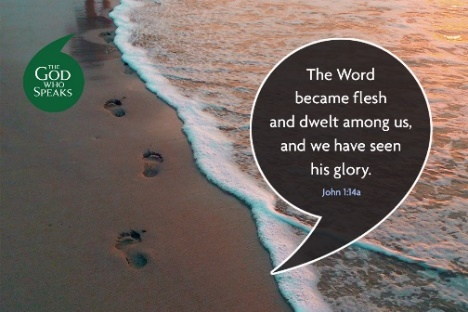 THE
GOD
WHO
SPEAKS
The Word
became flesh
and dwelt among us,
and we have seen
his glory.
John 1:14a